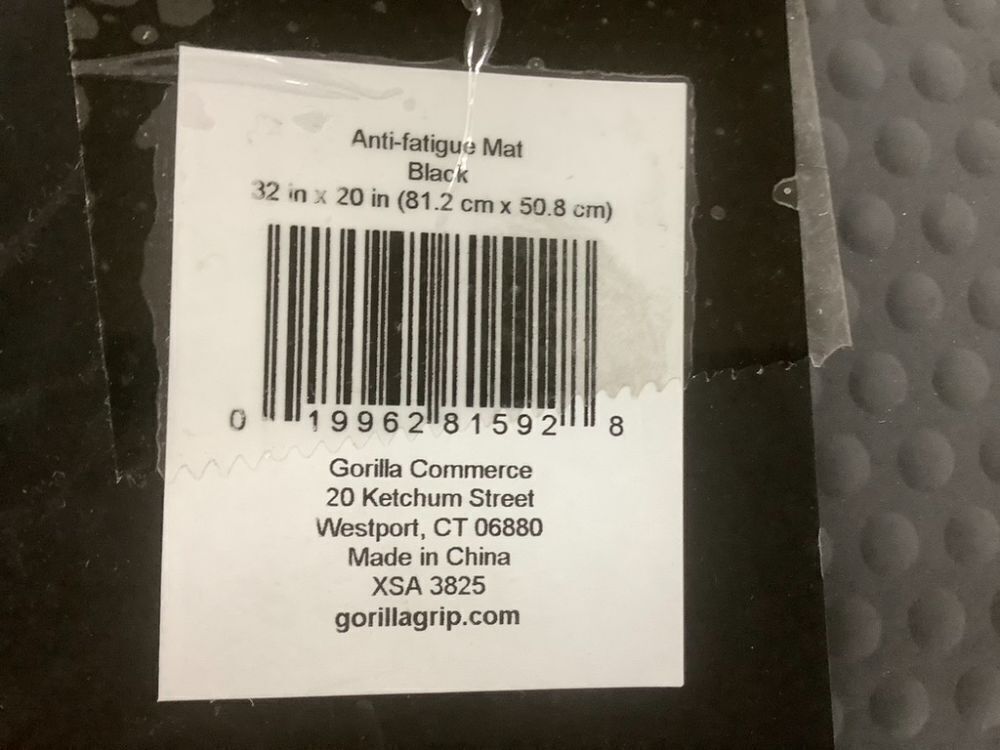 Anti-fatigue Mat
Black
32 in x 20 in (81.2 cm x 50.8 cm)
0 19962 81592 8
Gorilla Commerce
20 Ketchum Street
Westport, CT 06880
Made in China
XSA 3825
gorillagrip.com